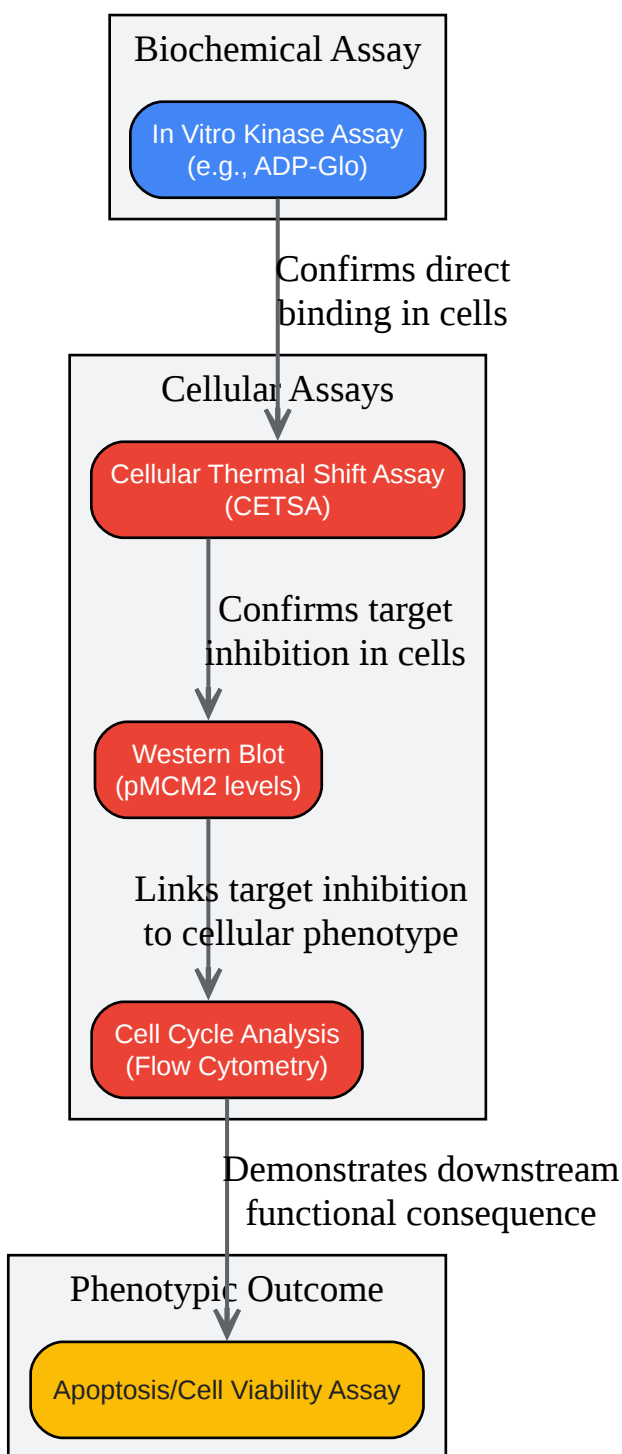 Biochemical Assay
In Vitro Kinase Assay
(e.g., ADP-Glo)
Confirms direct
binding in cells
Cellular Assays
Cellular Thermal Shift Assay
(CETSA)
Confirms target
inhibition in cells
Western Blot
(pMCM2 levels)
Links target inhibition
to cellular phenotype
Cell Cycle Analysis
(Flow Cytometry)
Demonstrates downstream
functional consequence
Phenotypic Outcome
Apoptosis/Cell Viability Assay